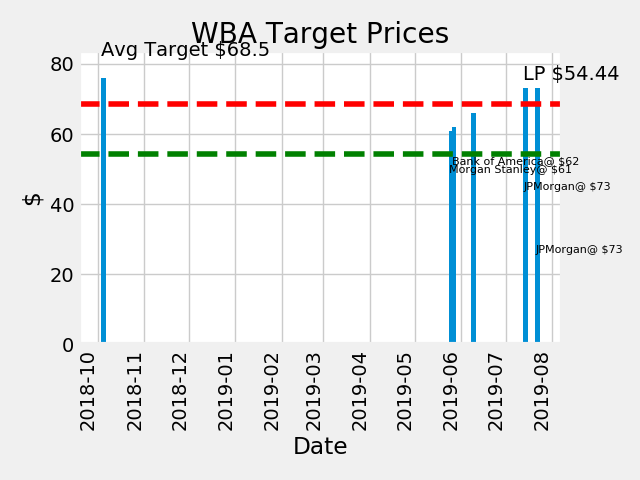 WBA Target Prices
Avg Target $68.5
LP $54.44
80
60
40
20
0
$
Bank of America@ $62
Morgan Stanley@ $61
JPMorgan@ $73
JPMorgan@ $73
2018-10
2018-11
2018-12
2019-01
2019-02
2019-03
2019-04
2019-05
2019-06
2019-07
2019-08
Date